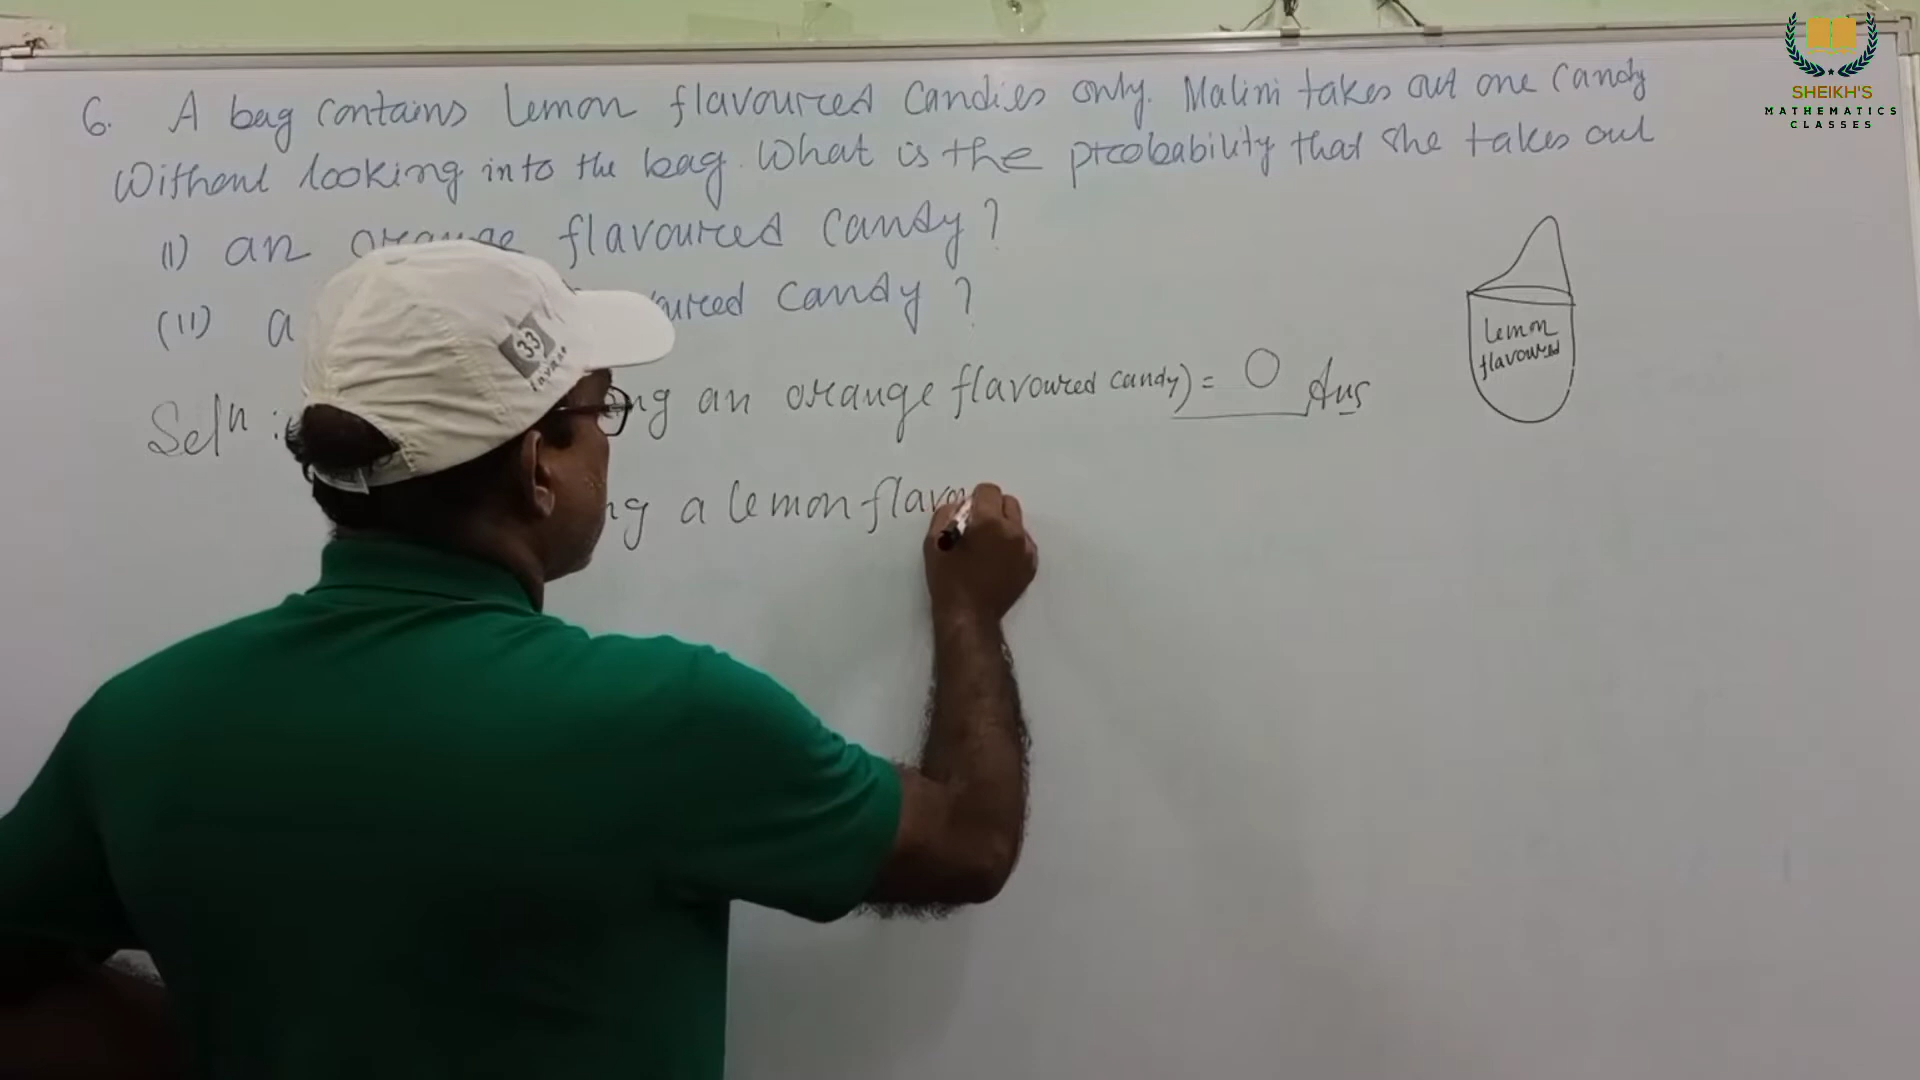 6. A bag contains lemon flavoured candies only. Malini takes out one candy
without looking into the bag. What is the probability that she takes out
(i) an orange flavoured candy?
(ii) a candy?
Soln : an orange flavoured candy) = 0 Ans
a lemon flavo
lemon
flavoured
33
SHEIKH'S
MATHEMATICS
CLASSES